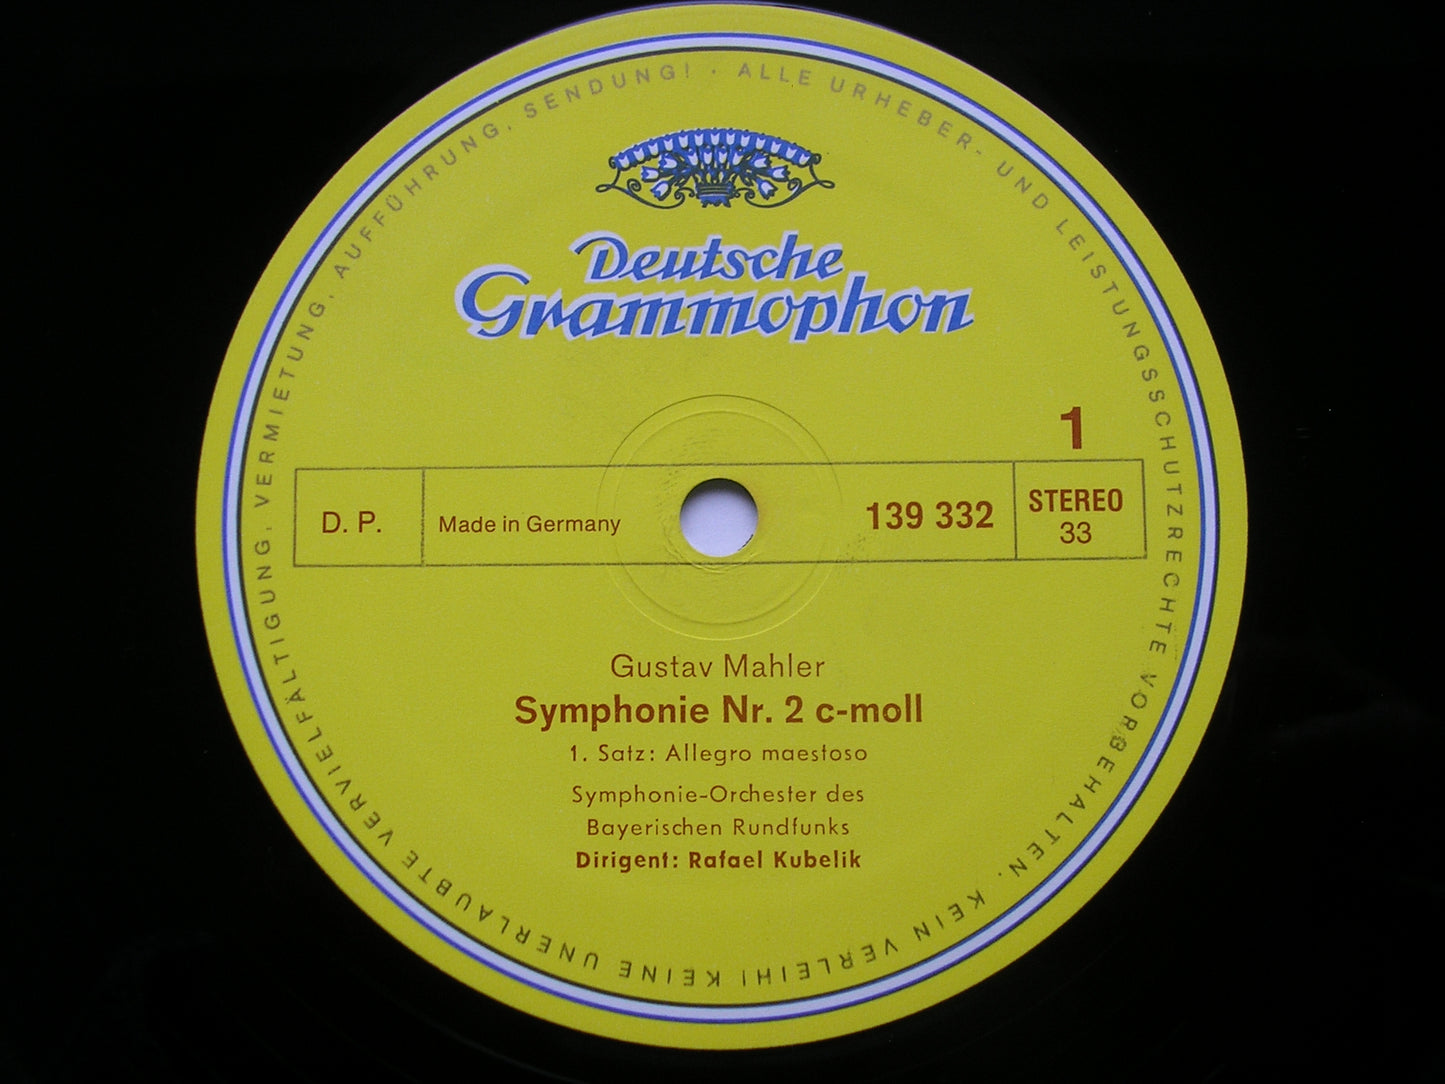 ALLE URHEBER- UND LEISTUNGSSCHUTZRECHTE VORBEHALTEN. KEIN VERLEIH! KEINE UNERLAUBTE VERVIELFÄLTIGUNG, VERMIETUNG, AUFFÜHRUNG, SENDUNG! ·
Deutsche
Grammophon
1
D. P.
Made in Germany
139 332
STEREO
33
Gustav Mahler
Symphonie Nr. 2 c-moll
1. Satz: Allegro maestoso
Symphonie-Orchester des
Bayerischen Rundfunks
Dirigent: Rafael Kubelik